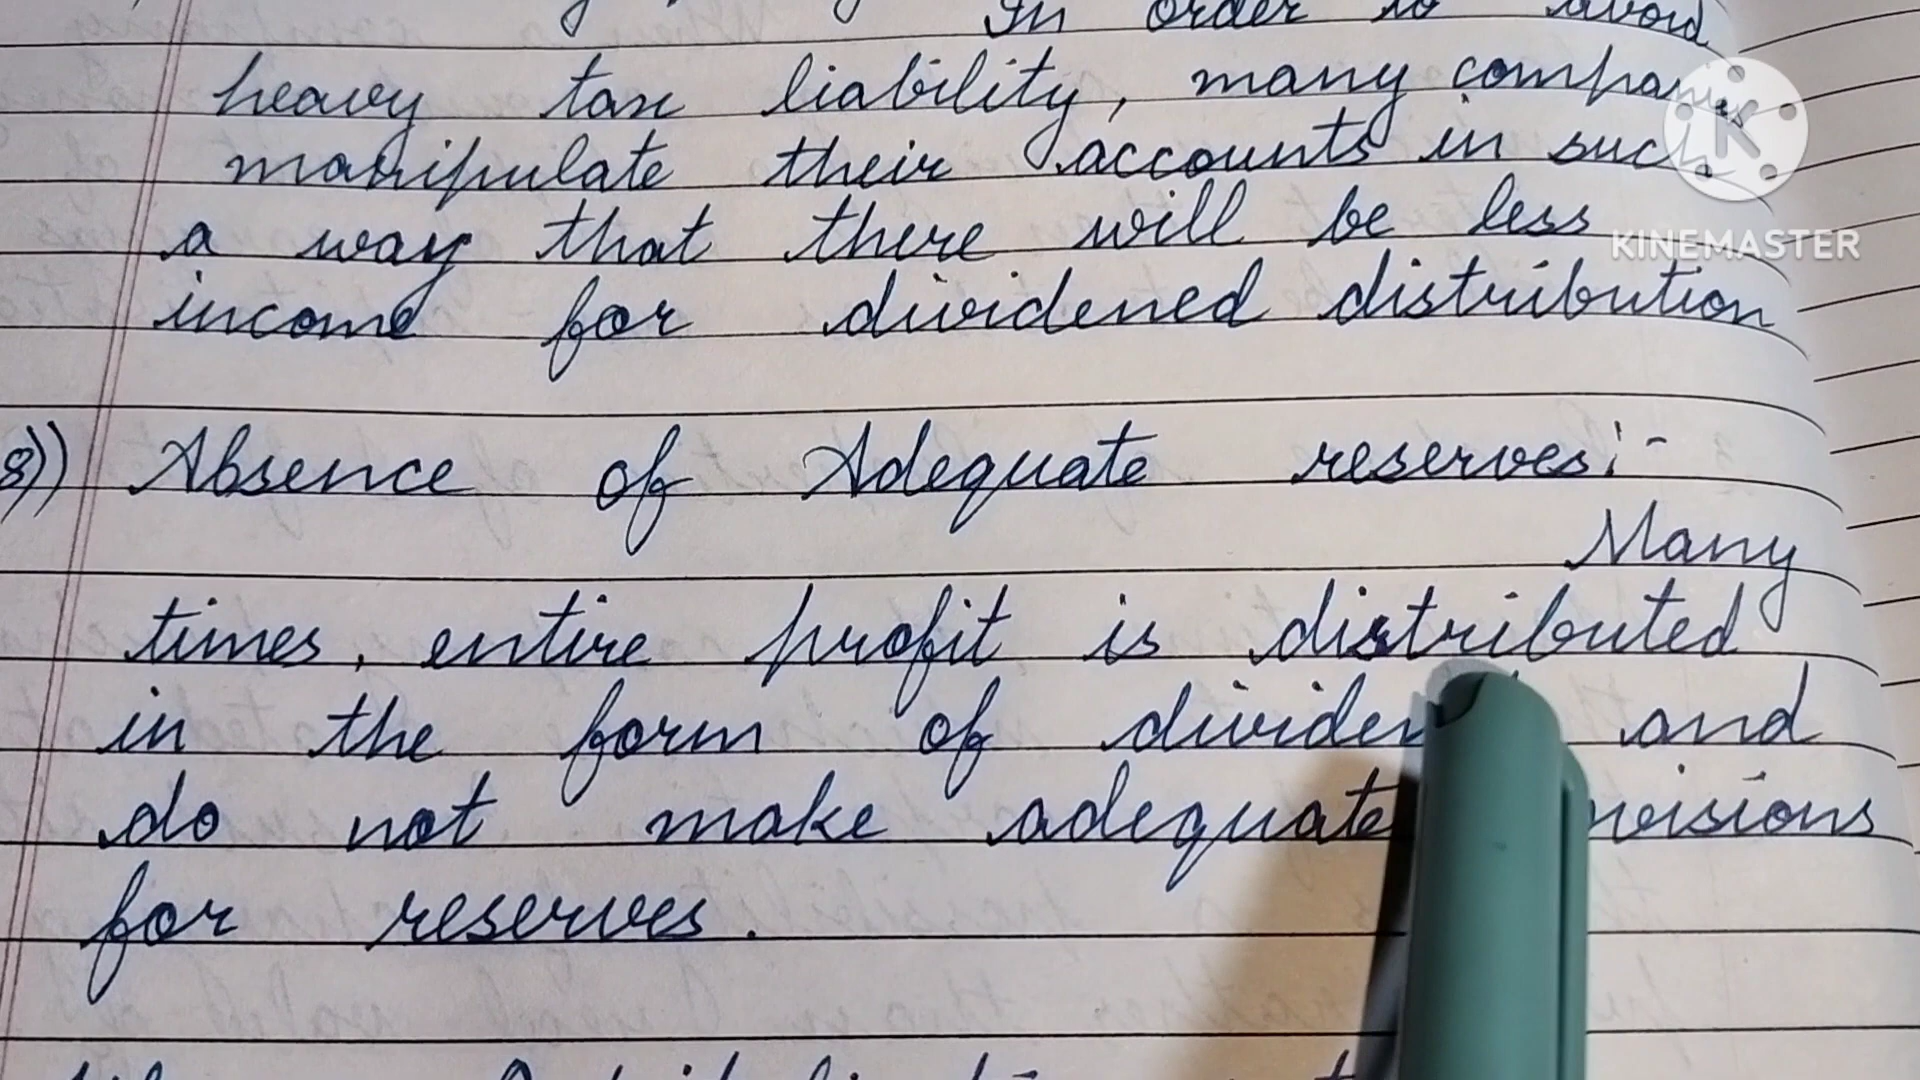 In order to avoid
heavy tax liability, many companys
manipulate their accounts in such
a way that there will be less
KINEMASTER
income for dividened distribution
8)) Absence of Adequate reserves:-
Many
times, entire profit is distributed
in the form of and
do not make adequate
for reserves.